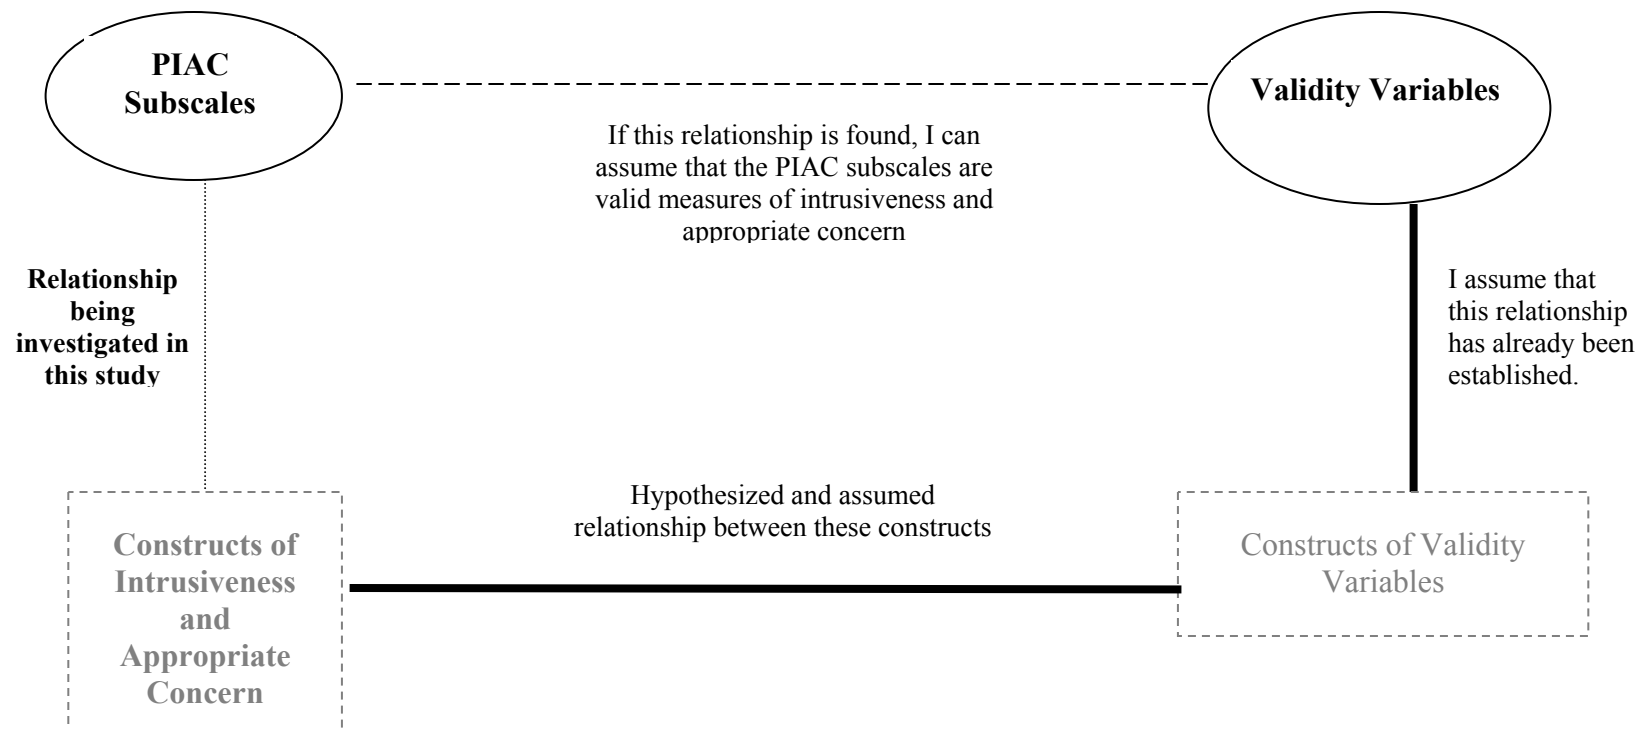 PIAC
Subscales
Validity Variables
If this relationship is found, I can
assume that the PIAC subscales are
valid measures of intrusiveness and
appropriate concern
Relationship
being
investigated in
this study
I assume that
this relationship
has already been
established.
Hypothesized and assumed
relationship between these constructs
Constructs of
Intrusiveness
and
Appropriate
Concern
Constructs of Validity
Variables